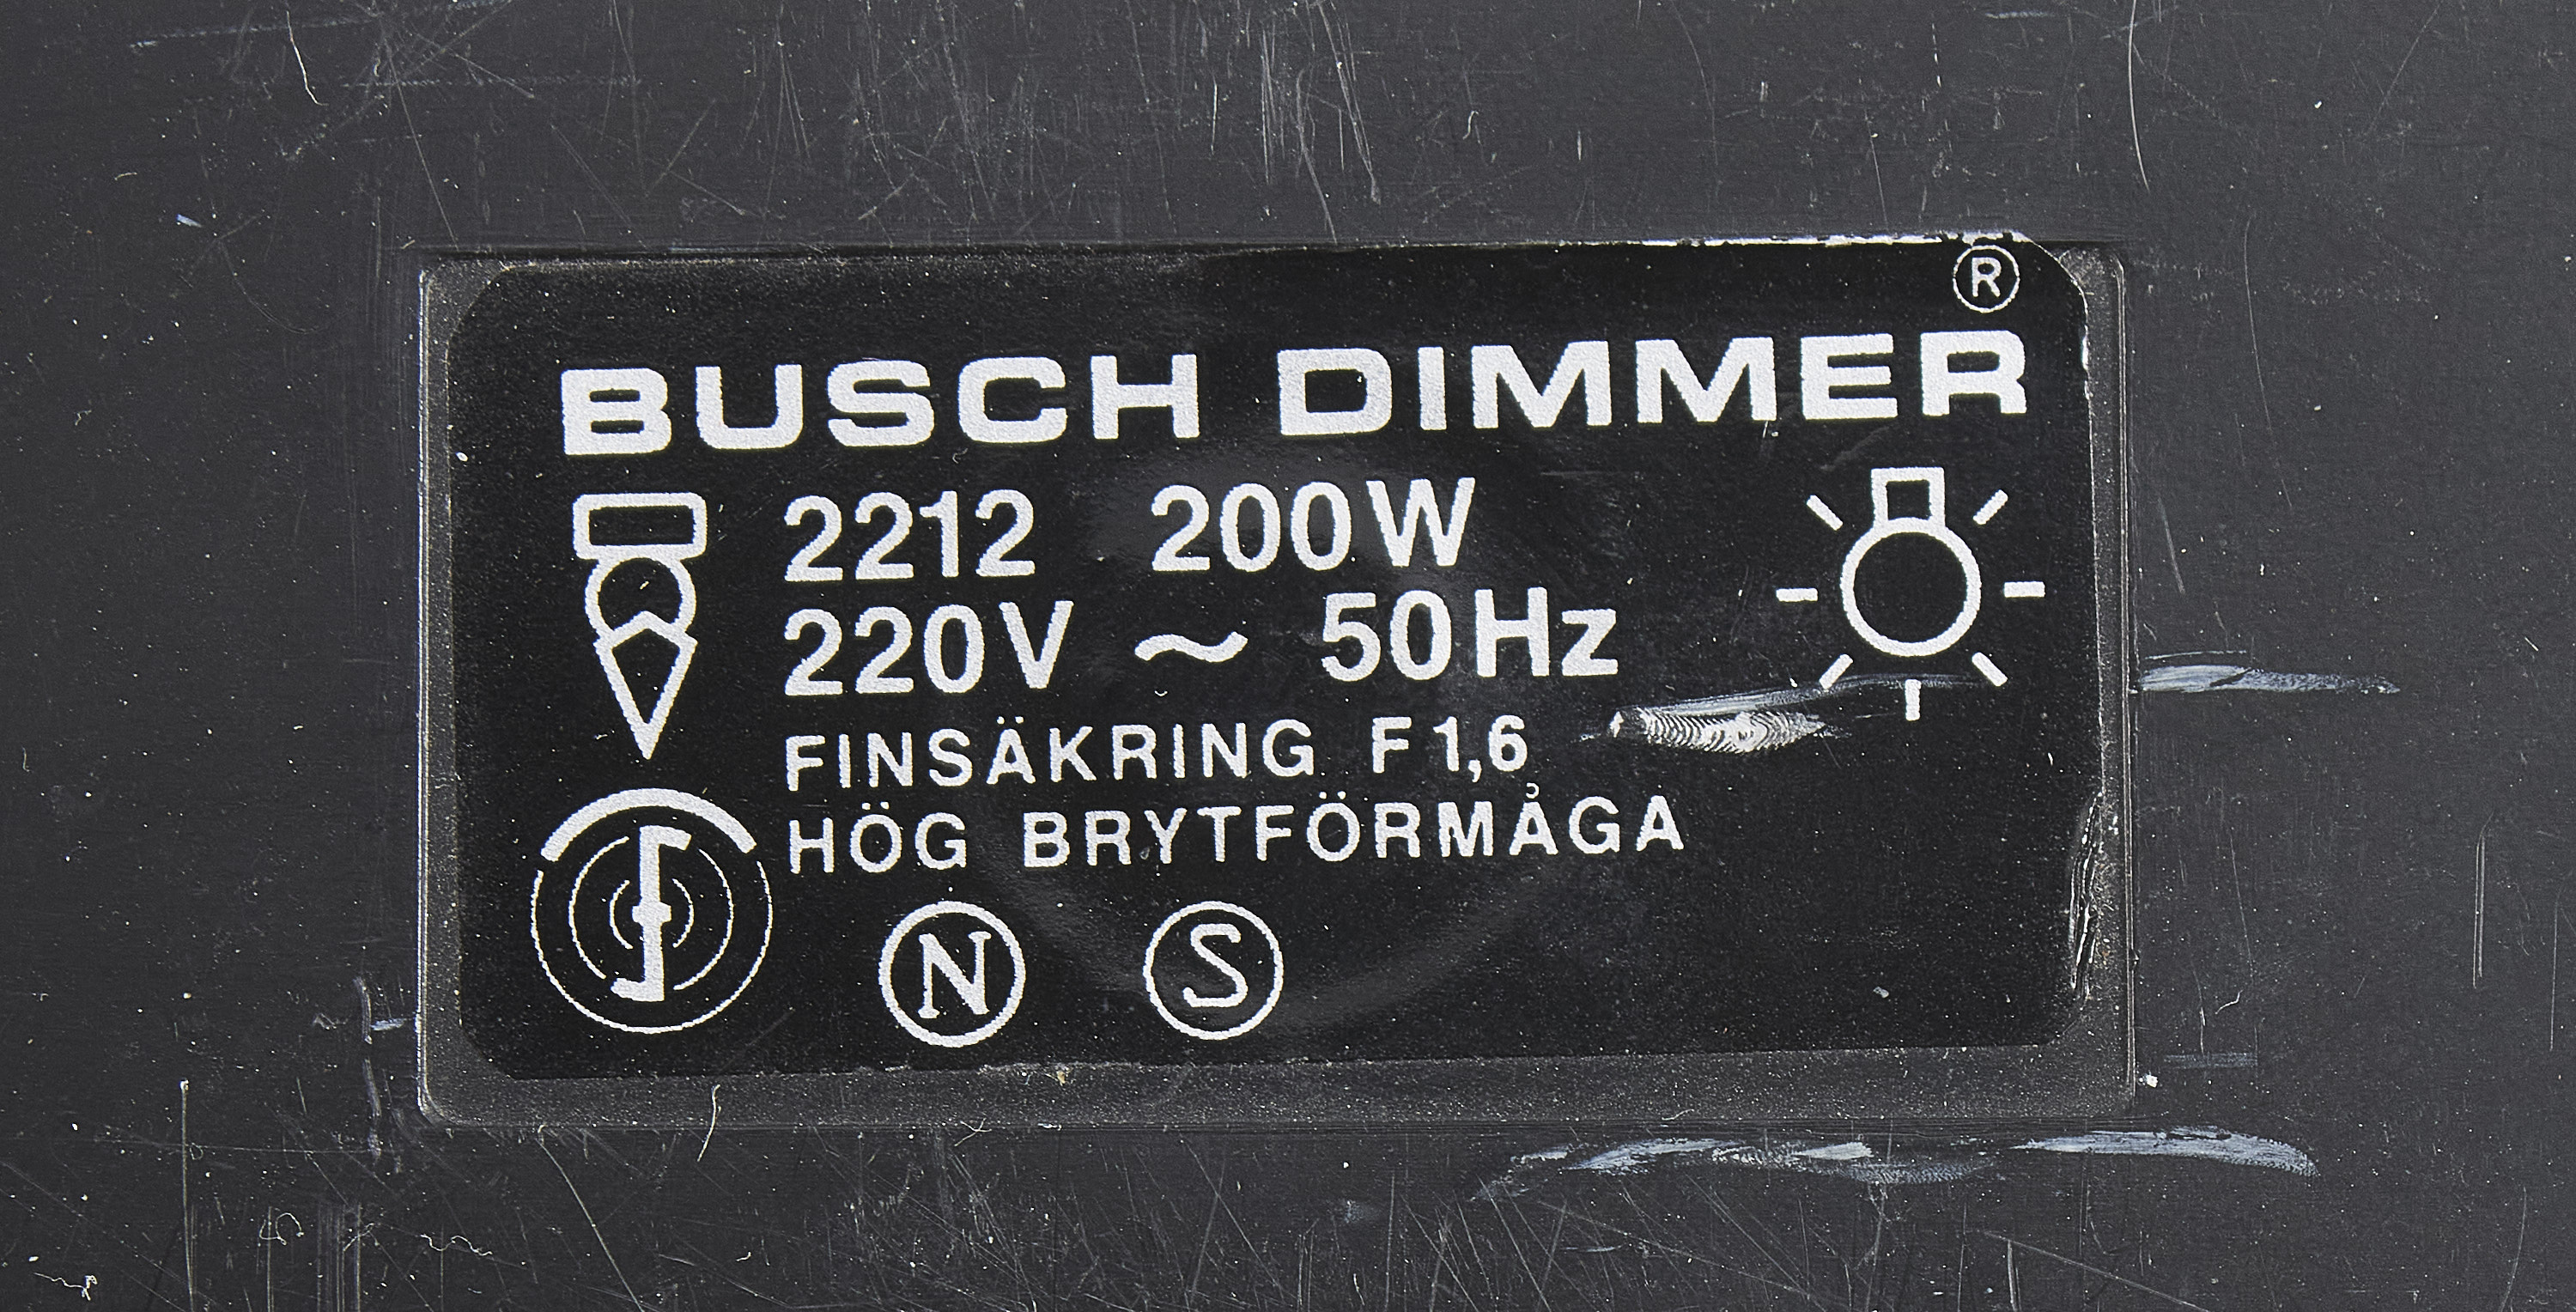 ®
BUSCH DIMMER
2212 200W
220V ~ 50Hz
FINSÄKRING F1,6
HÖG BRYTFÖRMÅGA
N S